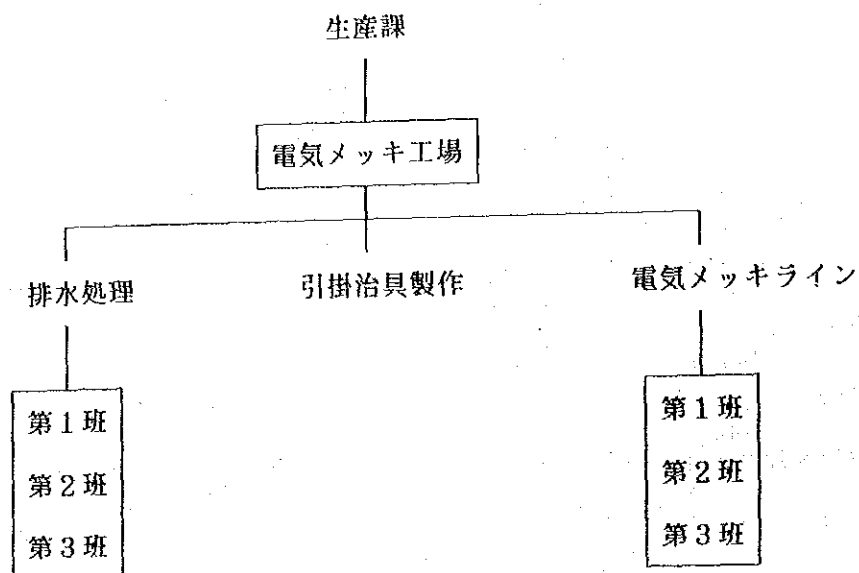 生産課
電気メッキ工場
排水処理
引掛治具製作
電気メッキライン
第1班
第2班
第3班
第1班
第2班
第3班